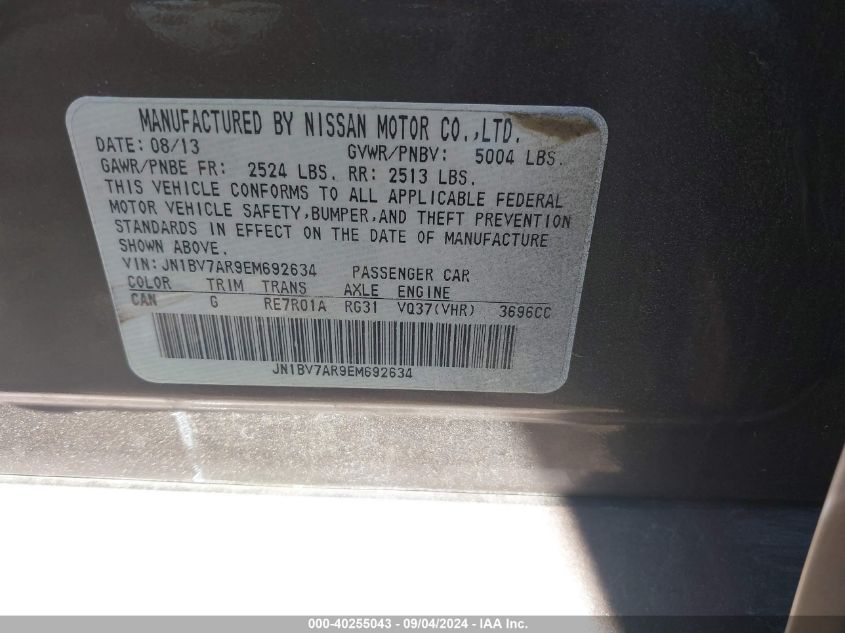 MANUFACTURED BY NISSAN MOTOR CO.,LTD.
DATE: 08/13 GVWR/PNBV: 5004 LBS.
GAWR/PNBE FR: 2524 LBS. RR: 2513 LBS.
THIS VEHICLE CONFORMS TO ALL APPLICABLE FEDERAL
MOTOR VEHICLE SAFETY,BUMPER,AND THEFT PREVENTION
STANDARDS IN EFFECT ON THE DATE OF MANUFACTURE
SHOWN ABOVE.
VIN: JN1BV7AR9EM692634 PASSENGER CAR
COLOR TRIM TRANS AXLE ENGINE
CAN G RE7R01A RG31 VQ37(VHR) 3696CC
JN1BV7AR9EM692634
000-40255043 - 09/04/2024 - IAA Inc.